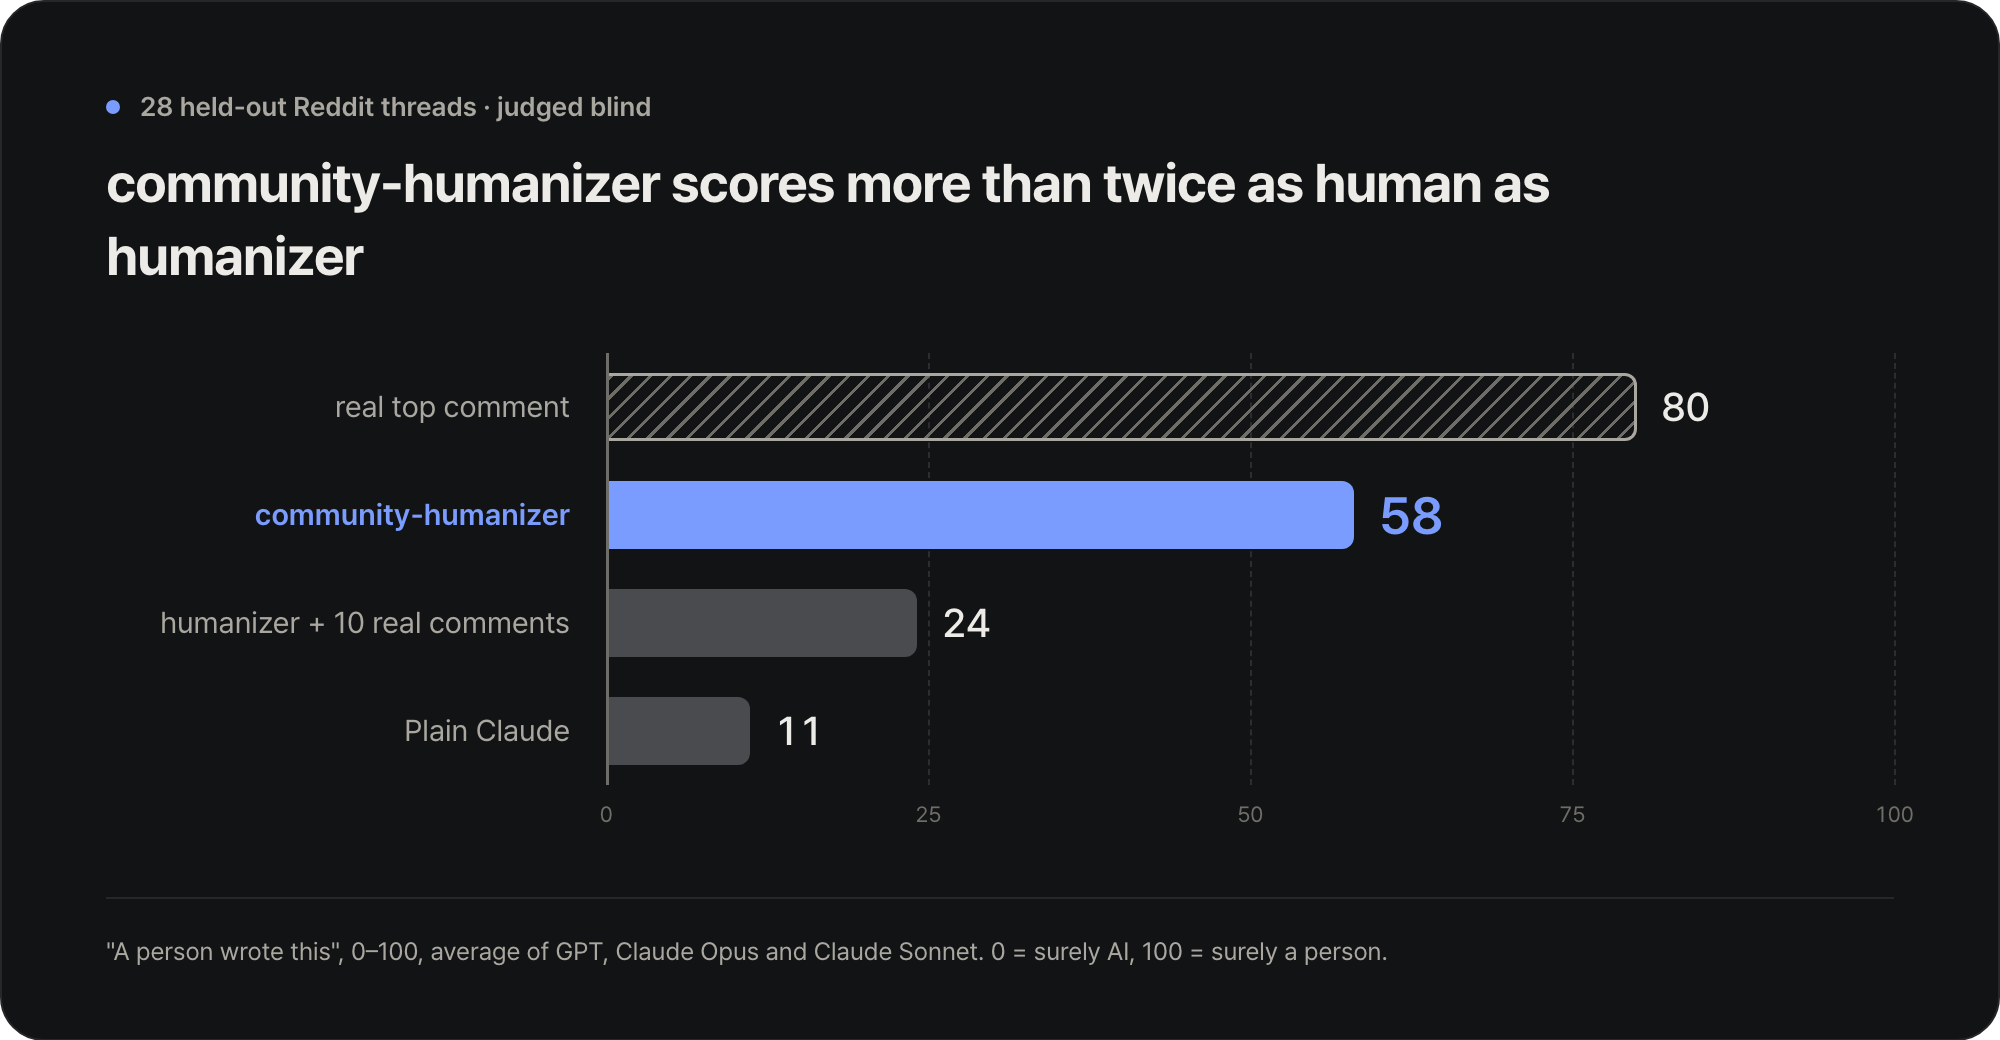 28 held-out Reddit threads · judged blind
community-humanizer scores more than twice as human as
humanizer
real top comment
80
community-humanizer
58
humanizer + 10 real comments
24
Plain Claude
11
0
25
50
75
100
"A person wrote this", 0–100, average of GPT, Claude Opus and Claude Sonnet. 0 = surely AI, 100 = surely a person.